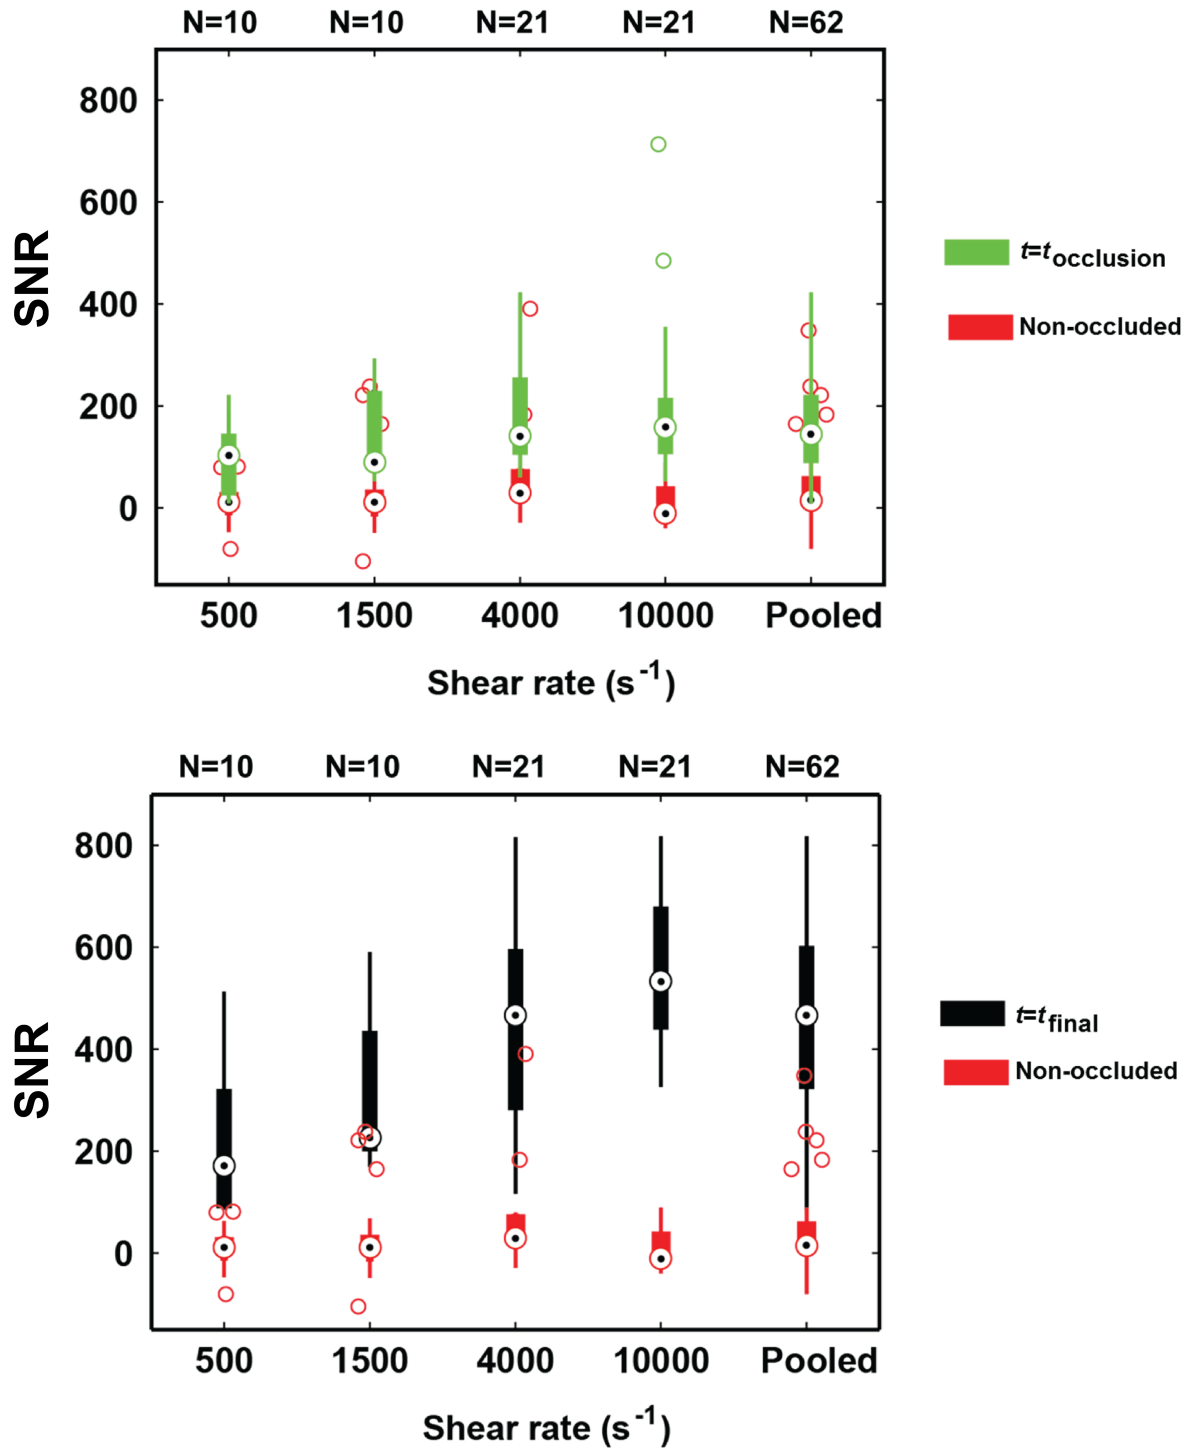 N=10 N=10 N=21 N=21 N=62
800
600
400
200
0
SNR
500 1500 4000 10000 Pooled
Shear rate (s-1)
t=t occlusion
Non-occluded
N=10 N=10 N=21 N=21 N=62
800
600
400
200
0
SNR
500 1500 4000 10000 Pooled
Shear rate (s-1)
t=t final
Non-occluded